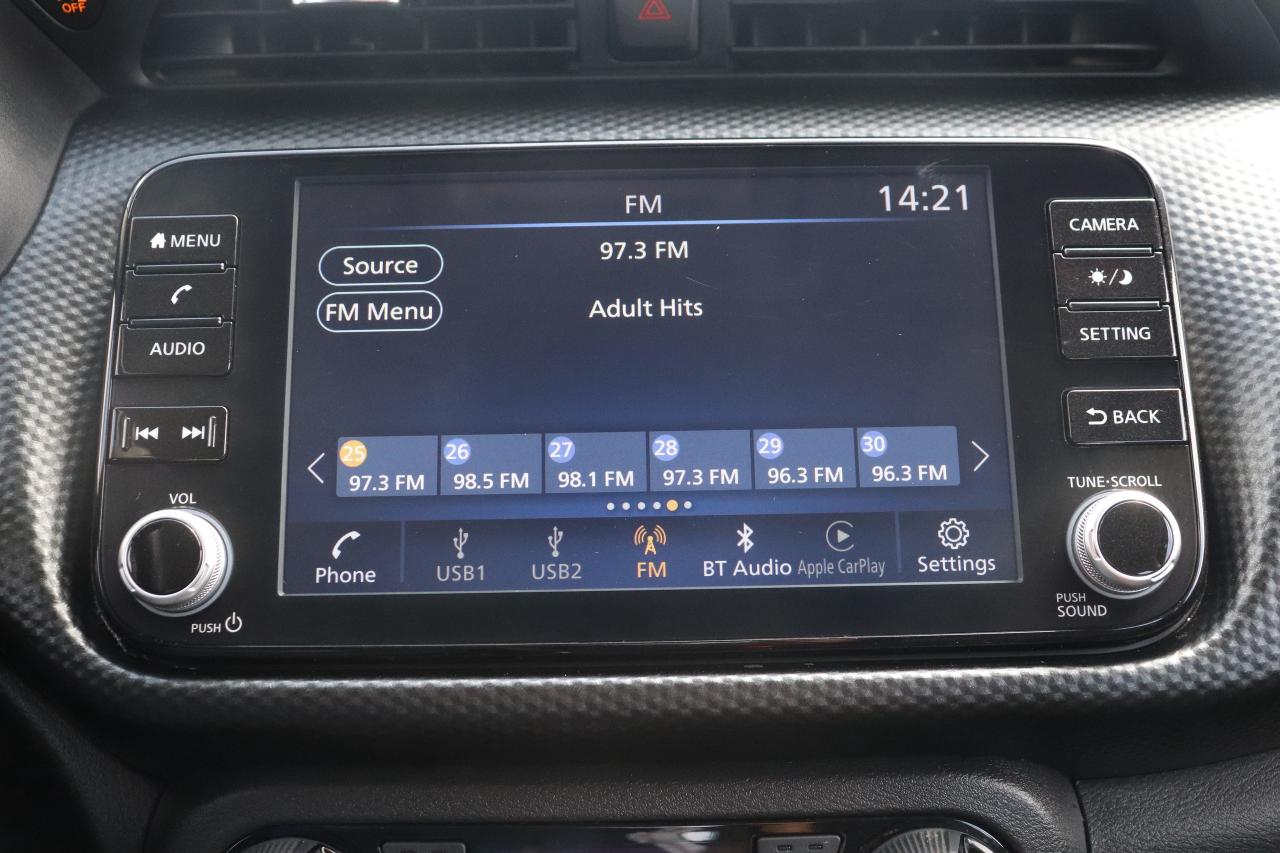 OFF
FM
14:21
MENU
CAMERA
97.3 FM
Source
Adult Hits
FM Menu
AUDIO
SETTING
BACK
25
26
27
28
29
30
97.3 FM
98.5 FM
98.1 FM
97.3 FM
96.3 FM
96.3 FM
VOL
TUNE·SCROLL
Phone
USB1
USB2
FM
BT Audio
Apple CarPlay
Settings
PUSH
PUSH
SOUND